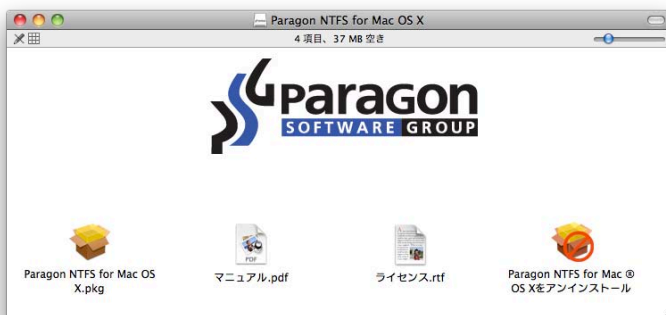 Paragon NTFS for Mac OS X
4 項目、37 MB 空き
Paragon
SOFTWARE GROUP
Paragon NTFS for Mac OS
X.pkg
PDF
マニュアル.pdf
ライセンス.rtf
Paragon NTFS for Mac ®
OS Xをアンインストール